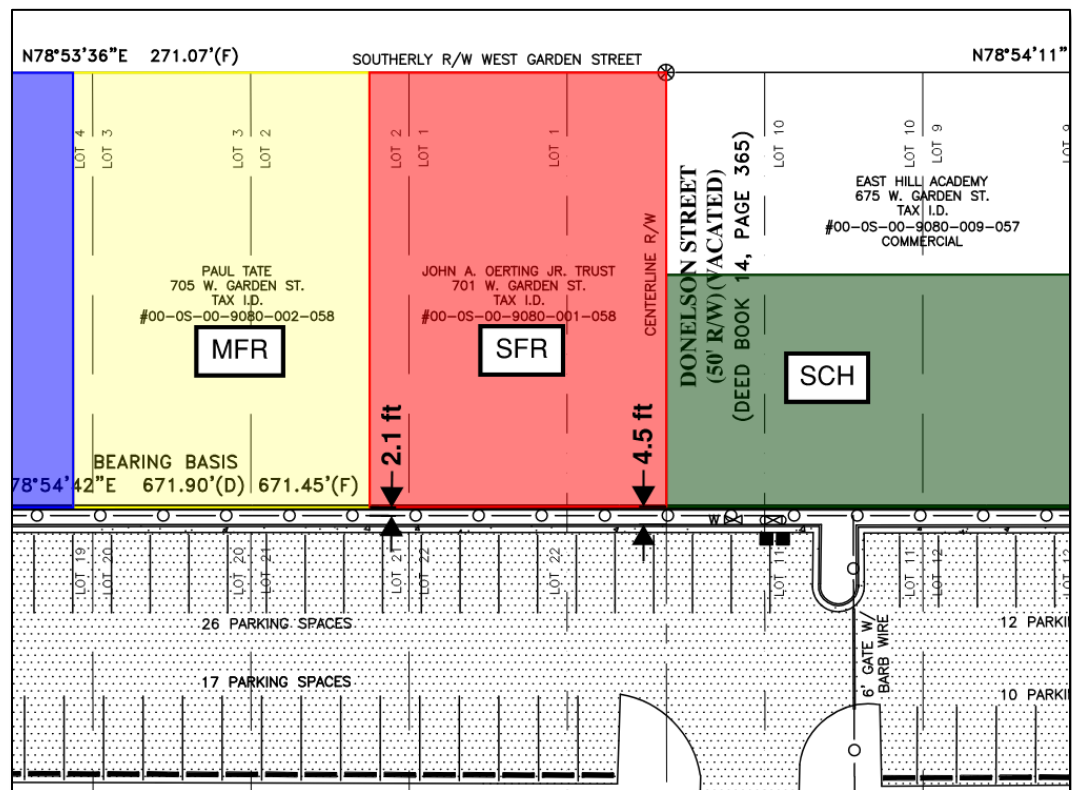 N78°53'36"E 271.07'(F)
SOUTHERLY R/W WEST GARDEN STREET
N78°54'11"
LOT 4
LOT 3
LOT 3
LOT 2
LOT 2
LOT 1
LOT 1
LOT 10
LOT 10
LOT 9
EAST HILL ACADEMY
675 W. GARDEN ST.
TAX I.D.
#00-0S-00-9080-009-057
COMMERCIAL
PAUL TATE
705 W. GARDEN ST.
TAX I.D.
#00-0S-00-9080-002-058
JOHN A. OERTING JR. TRUST
701 W. GARDEN ST.
TAX I.D.
#00-0S-00-9080-001-058
CENTERLINE R/W
DONELSON STREET
(50' R/W)(VACATED)
(DEED BOOK 14, PAGE 365)
MFR
SFR
SCH
2.1 ft
4.5 ft
BEARING BASIS
78°54'42"E 671.90'(D) 671.45'(F)
W
LOT 19
LOT 20
LOT 20
LOT 21
LOT 21
LOT 22
LOT 22
LOT 11
LOT 11
LOT 12
26 PARKING SPACES
12 PARKI
17 PARKING SPACES
10 PARKI
6' GATE W/
BARB WIRE